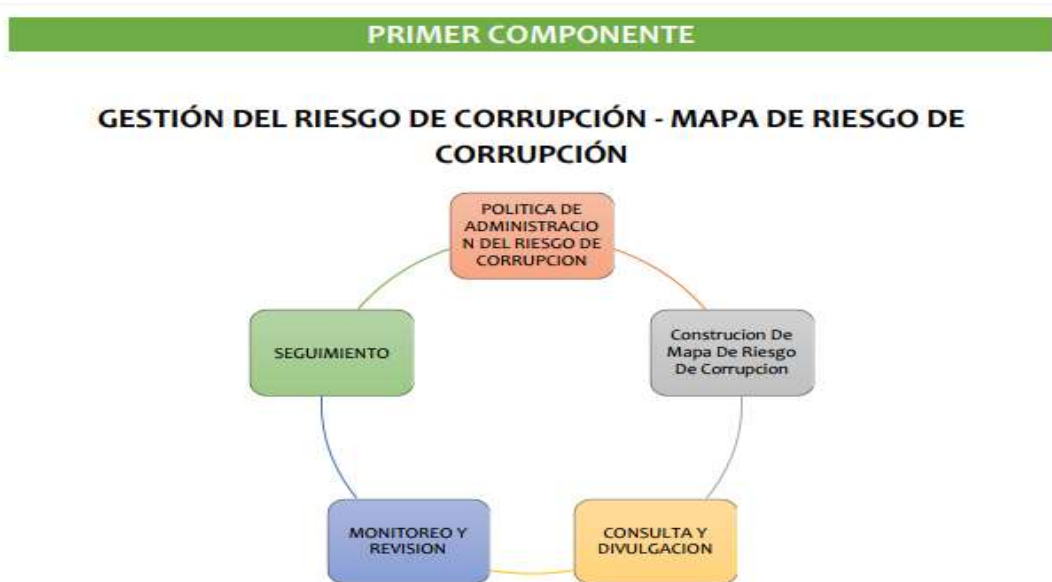 PRIMER COMPONENTE
GESTIÓN DEL RIESGO DE CORRUPCIÓN - MAPA DE RIESGO DE
CORRUPCIÓN
POLITICA DE
ADMINISTRACIO
N DEL RIESGO DE
CORRUPCION
Construcion De
Mapa De Riesgo
De Corrupcion
CONSULTA Y
DIVULGACION
MONITOREO Y
REVISION
SEGUIMIENTO